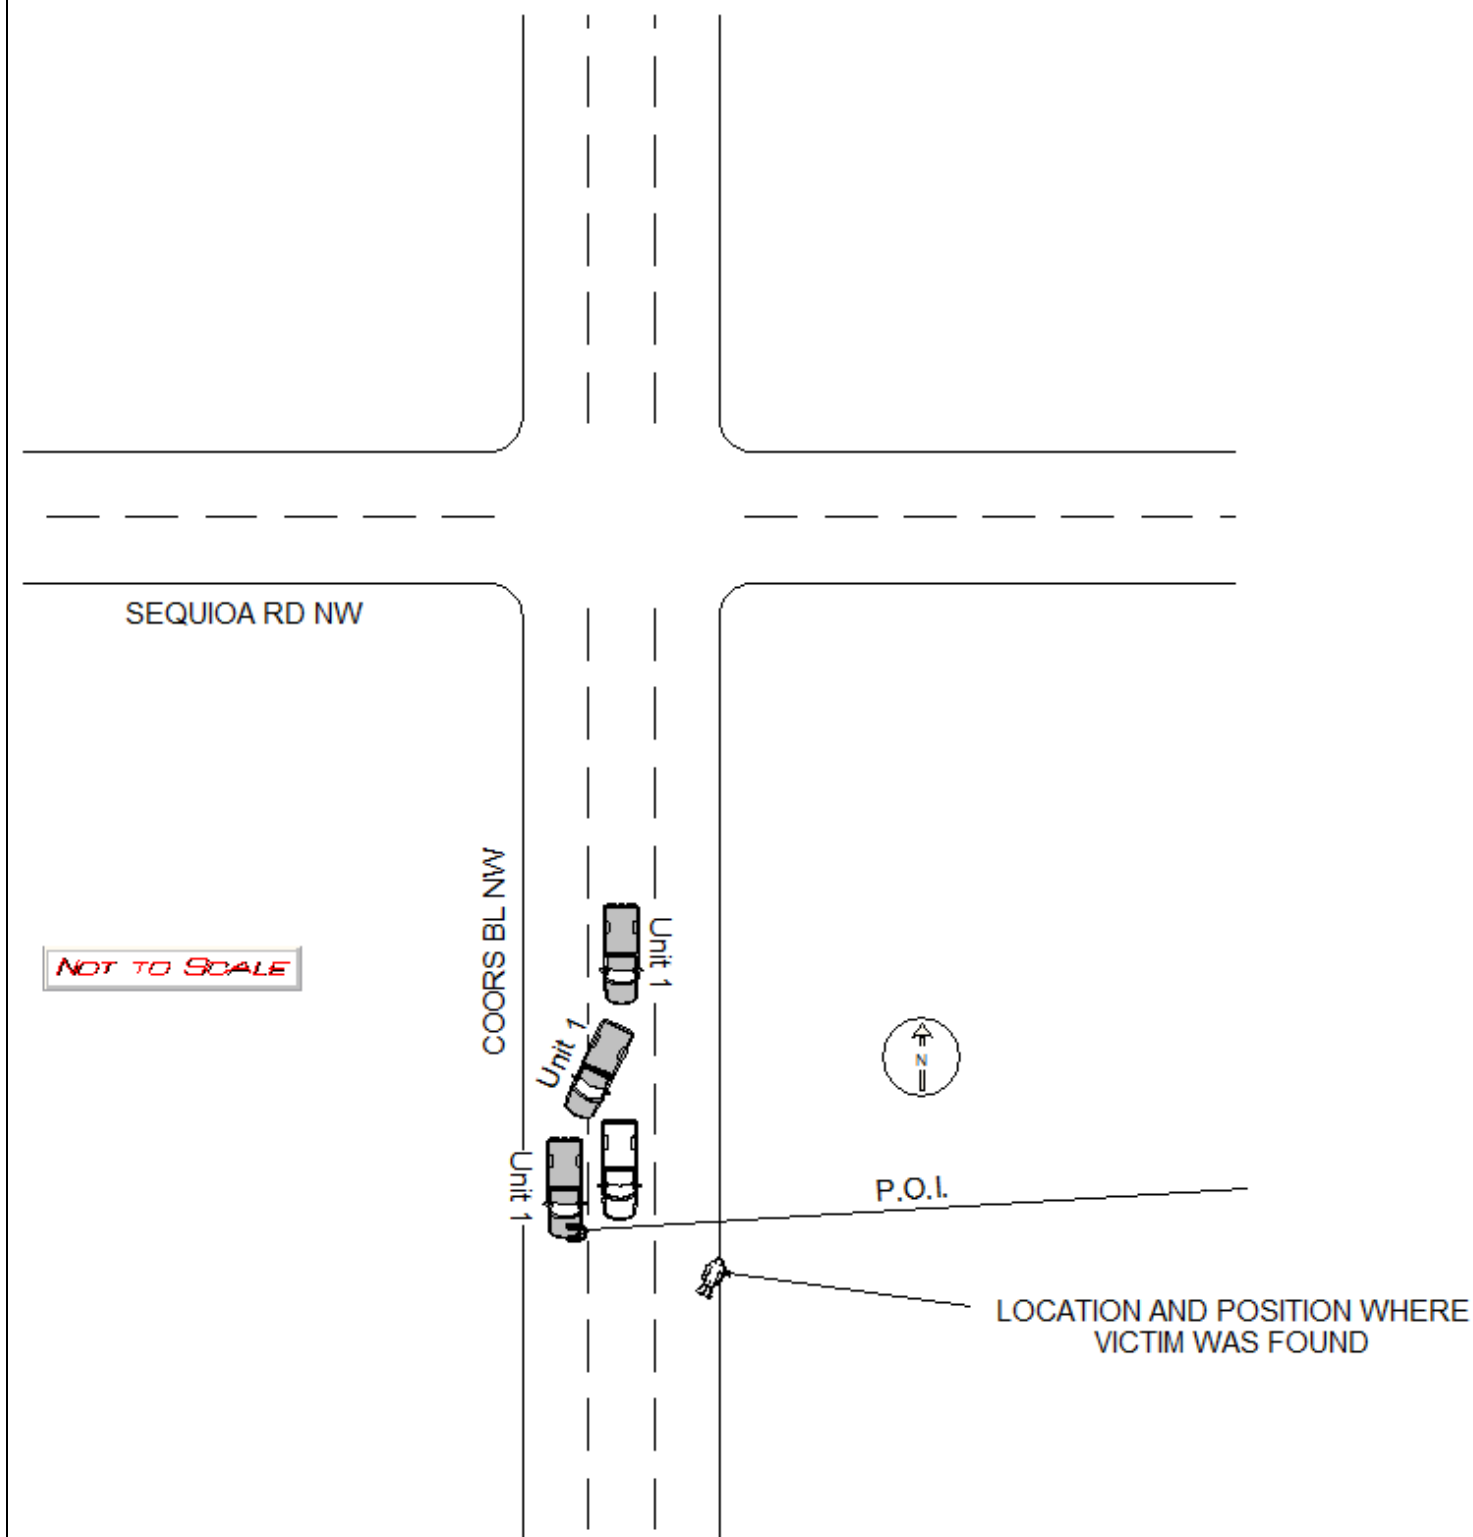 SEQUIOA RD NW
COORS BL NW
Unit 1
NOT TO SCALE
Unit 1
N
Unit 1
P.O.I.
LOCATION AND POSITION WHERE
VICTIM WAS FOUND